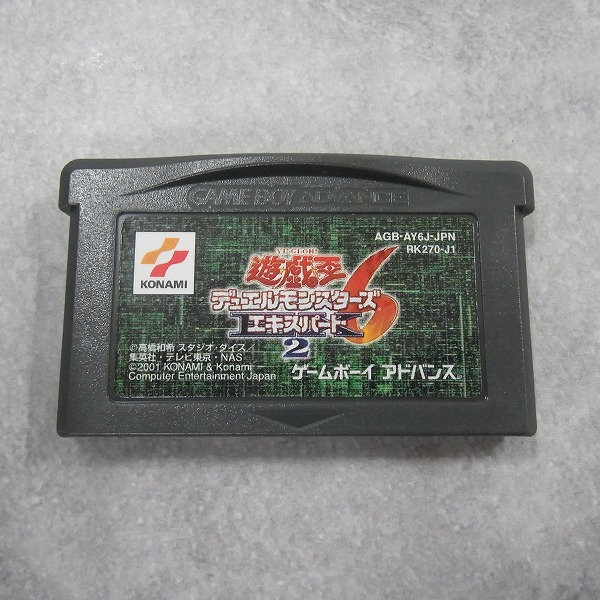 GAME BOY ADVANCE
KONAMI
AGB-AY6J-JPN
RK270-J1
YU-GI-OH!
遊戯王
デュエルモンスターズ
6
エキスパート
2
©高橋和希 スタジオ・ダイス
集英社・テレビ東京・NAS
©2001 KONAMI & Konami
Computer Entertainment Japan
ゲームボーイ アドバンス